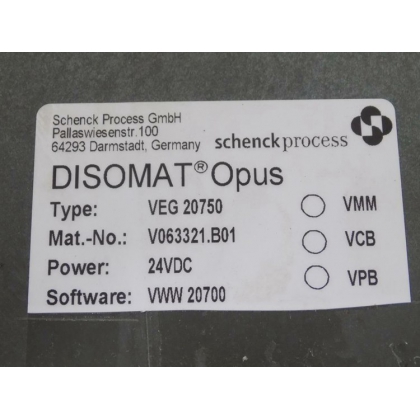 Schenck Process GmbH
Pallaswiesenstr.100
64293 Darmstadt, Germany
schenckprocess
DISOMAT® Opus
Type: VEG 20750 VMM
Mat.-No.: V063321.B01 VCB
Power: 24VDC VPB
Software: VWW 20700